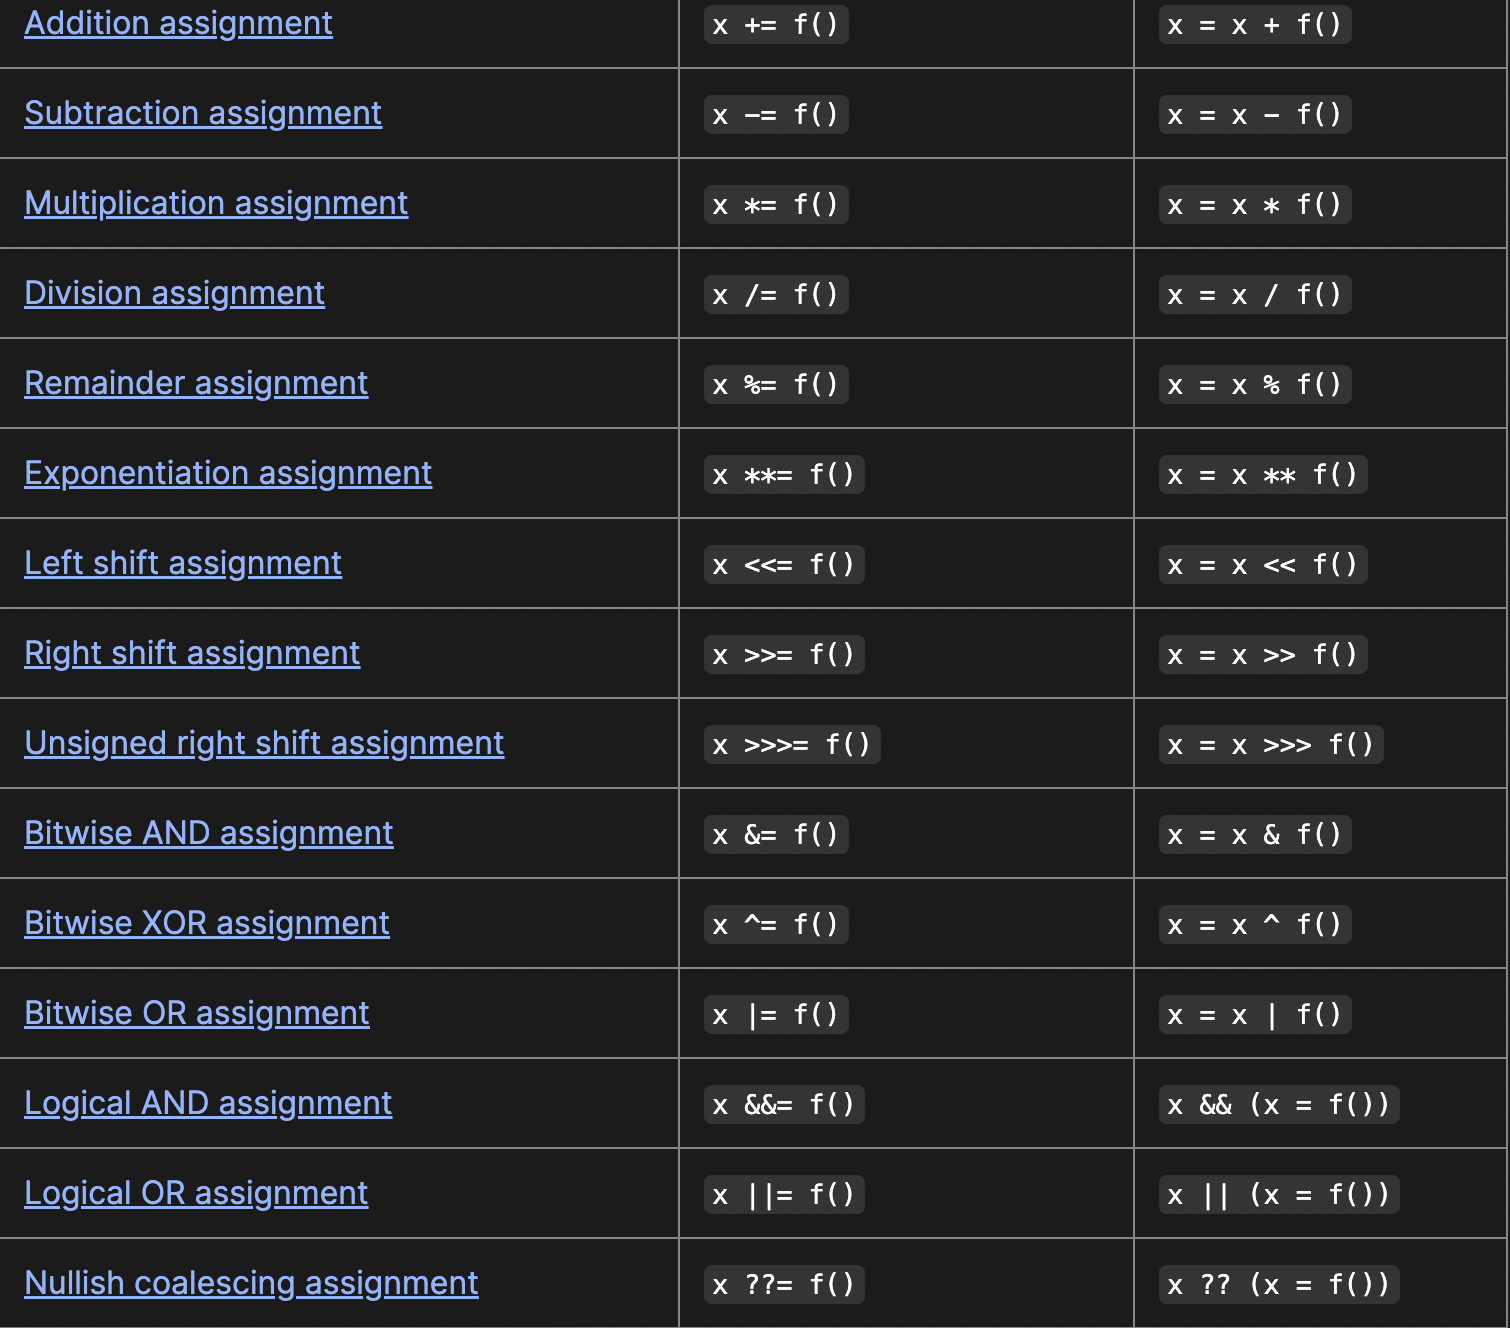 Addition assignment x += f() x = x + f()
Subtraction assignment x -= f() x = x - f()
Multiplication assignment x *= f() x = x * f()
Division assignment x /= f() x = x / f()
Remainder assignment x %= f() x = x % f()
Exponentiation assignment x **= f() x = x ** f()
Left shift assignment x <<= f() x = x << f()
Right shift assignment x >>= f() x = x >> f()
Unsigned right shift assignment x >>>= f() x = x >>> f()
Bitwise AND assignment x &= f() x = x & f()
Bitwise XOR assignment x ^= f() x = x ^ f()
Bitwise OR assignment x |= f() x = x | f()
Logical AND assignment x &&= f() x && (x = f())
Logical OR assignment x ||= f() x || (x = f())
Nullish coalescing assignment x ??= f() x ?? (x = f())